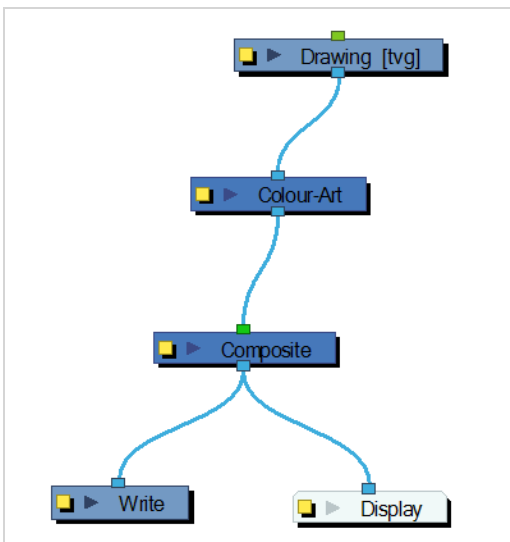 Drawing [tvg]
Colour-Art
Composite
Write
Display